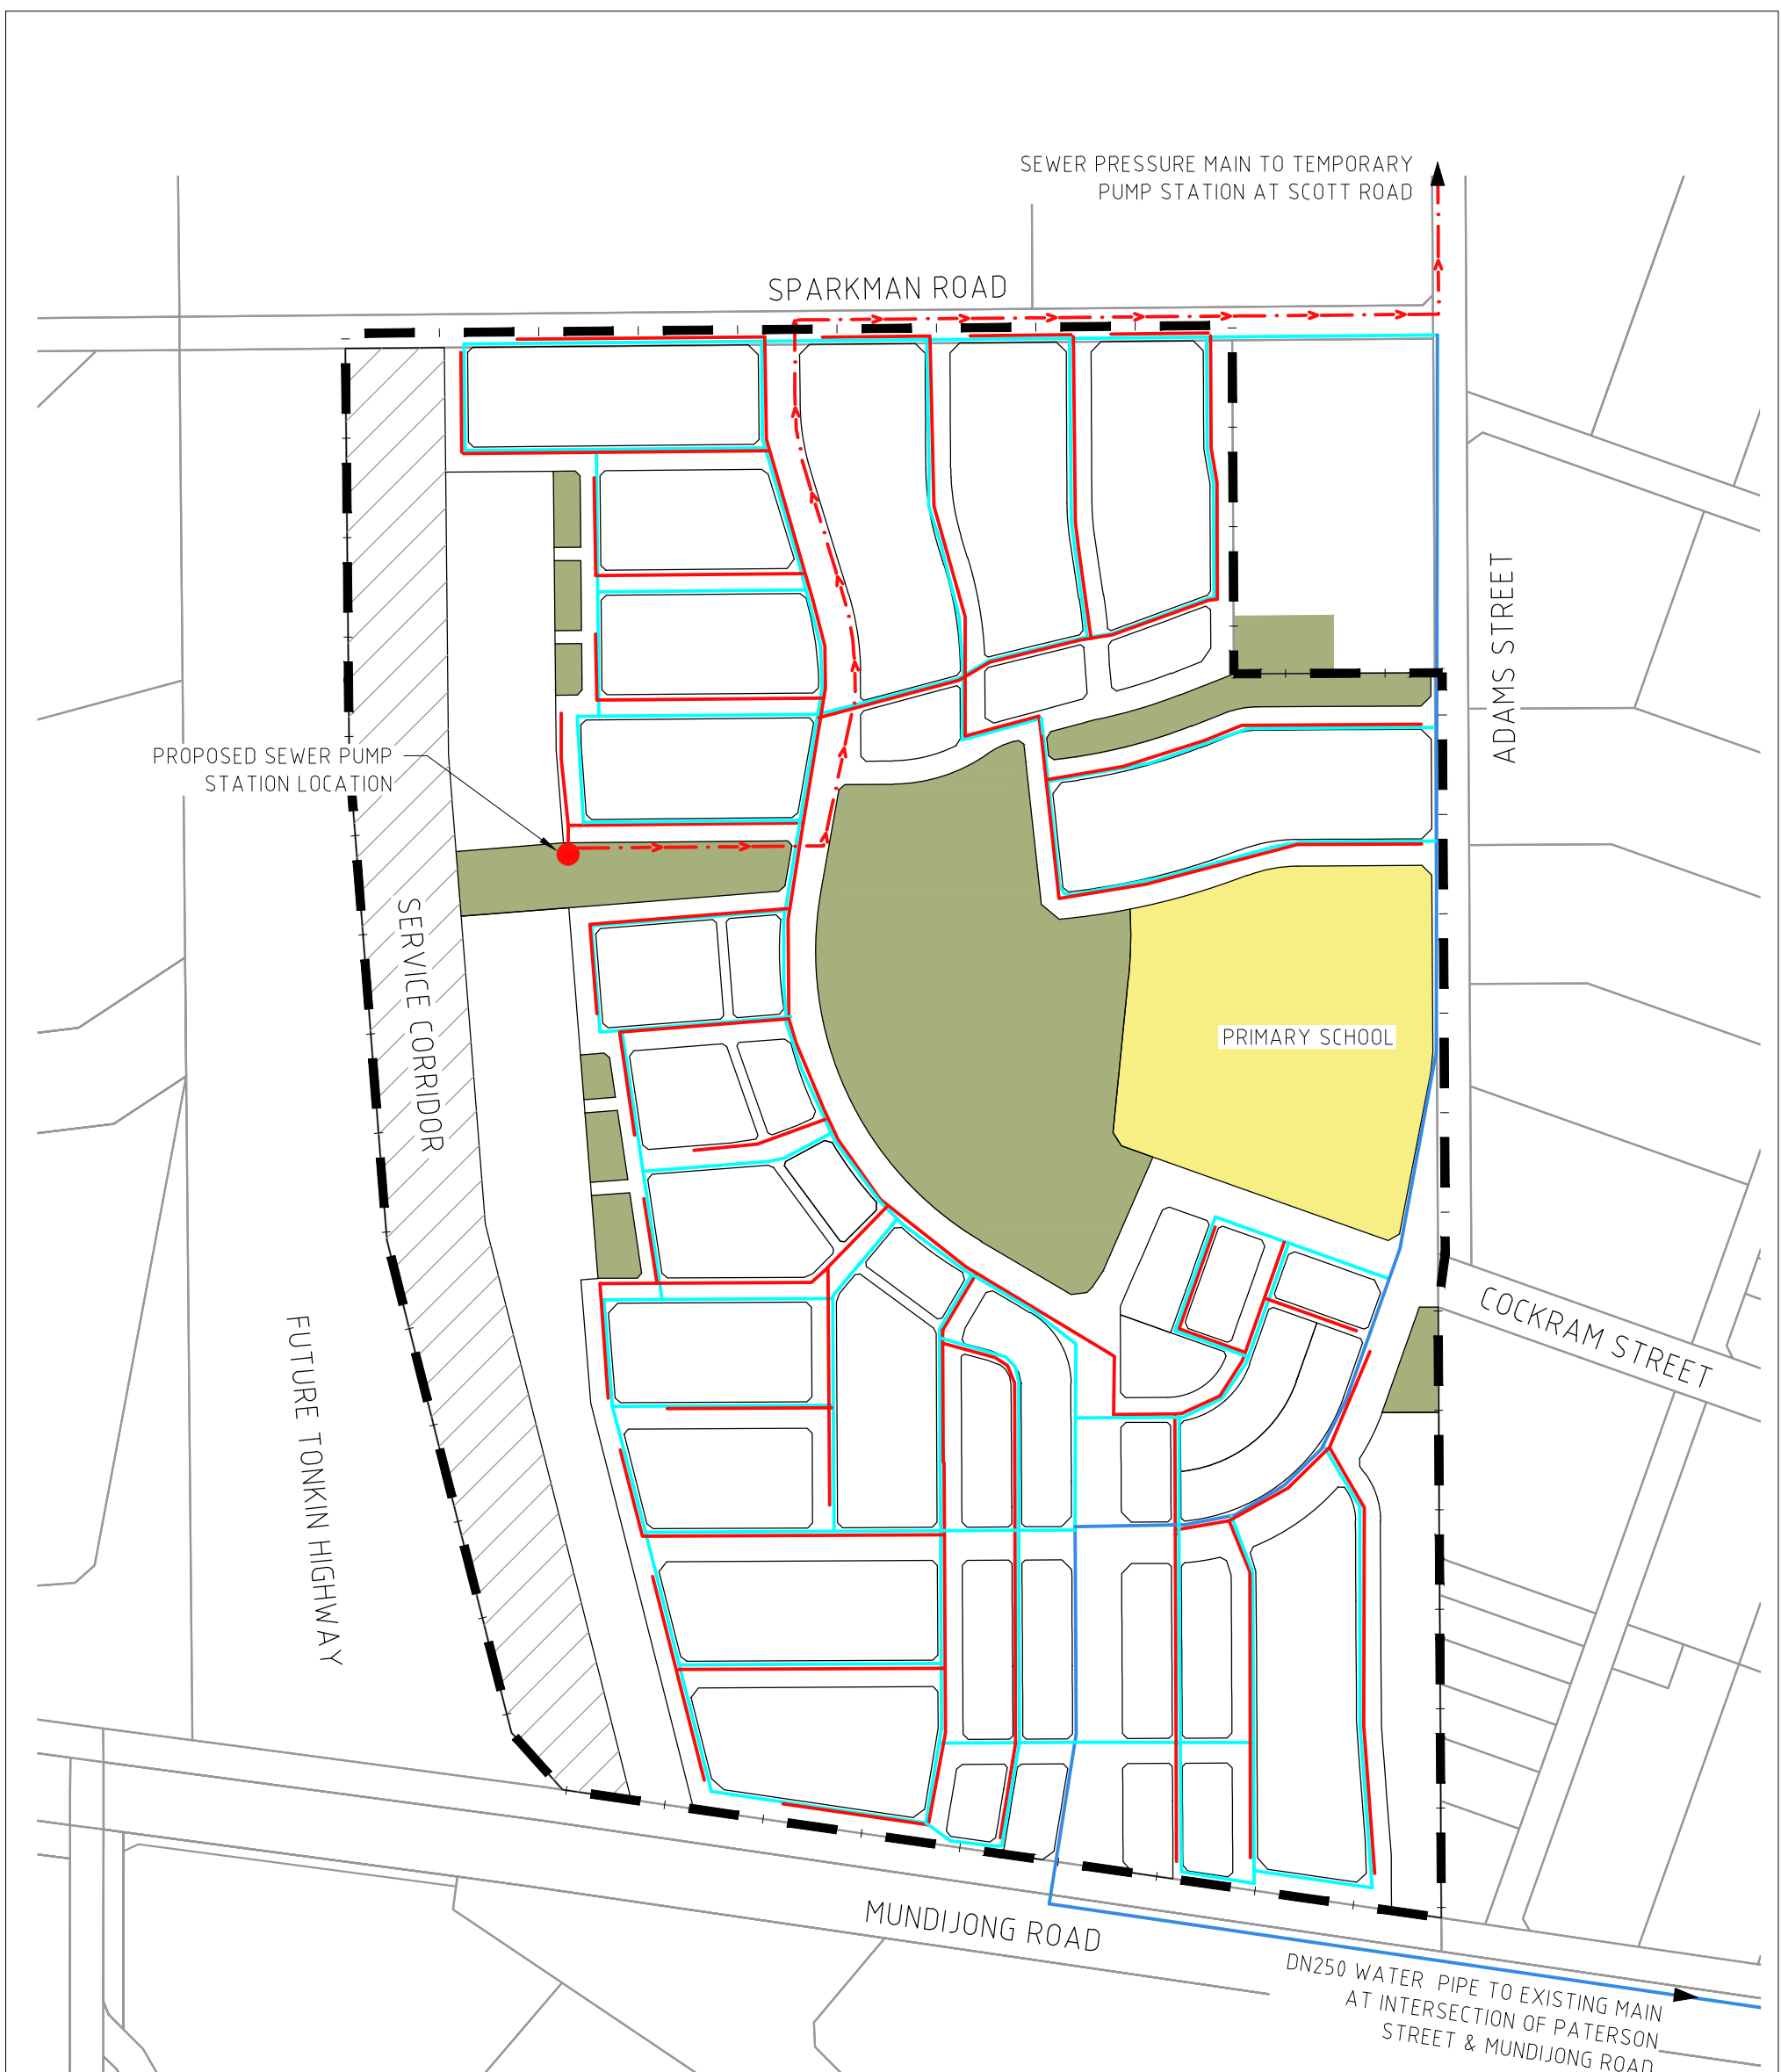 SEWER PRESSURE MAIN TO TEMPORARY
PUMP STATION AT SCOTT ROAD
SPARKMAN ROAD
ADAMS STREET
PROPOSED SEWER PUMP
STATION LOCATION
SERVICE CORRIDOR
PRIMARY SCHOOL
COCKRAM STREET
FUTURE TONKIN HIGHWAY
MUNDIJONG ROAD
DN250 WATER PIPE TO EXISTING MAIN
AT INTERSECTION OF PATERSON
STREET & MUNDIJONG ROAD